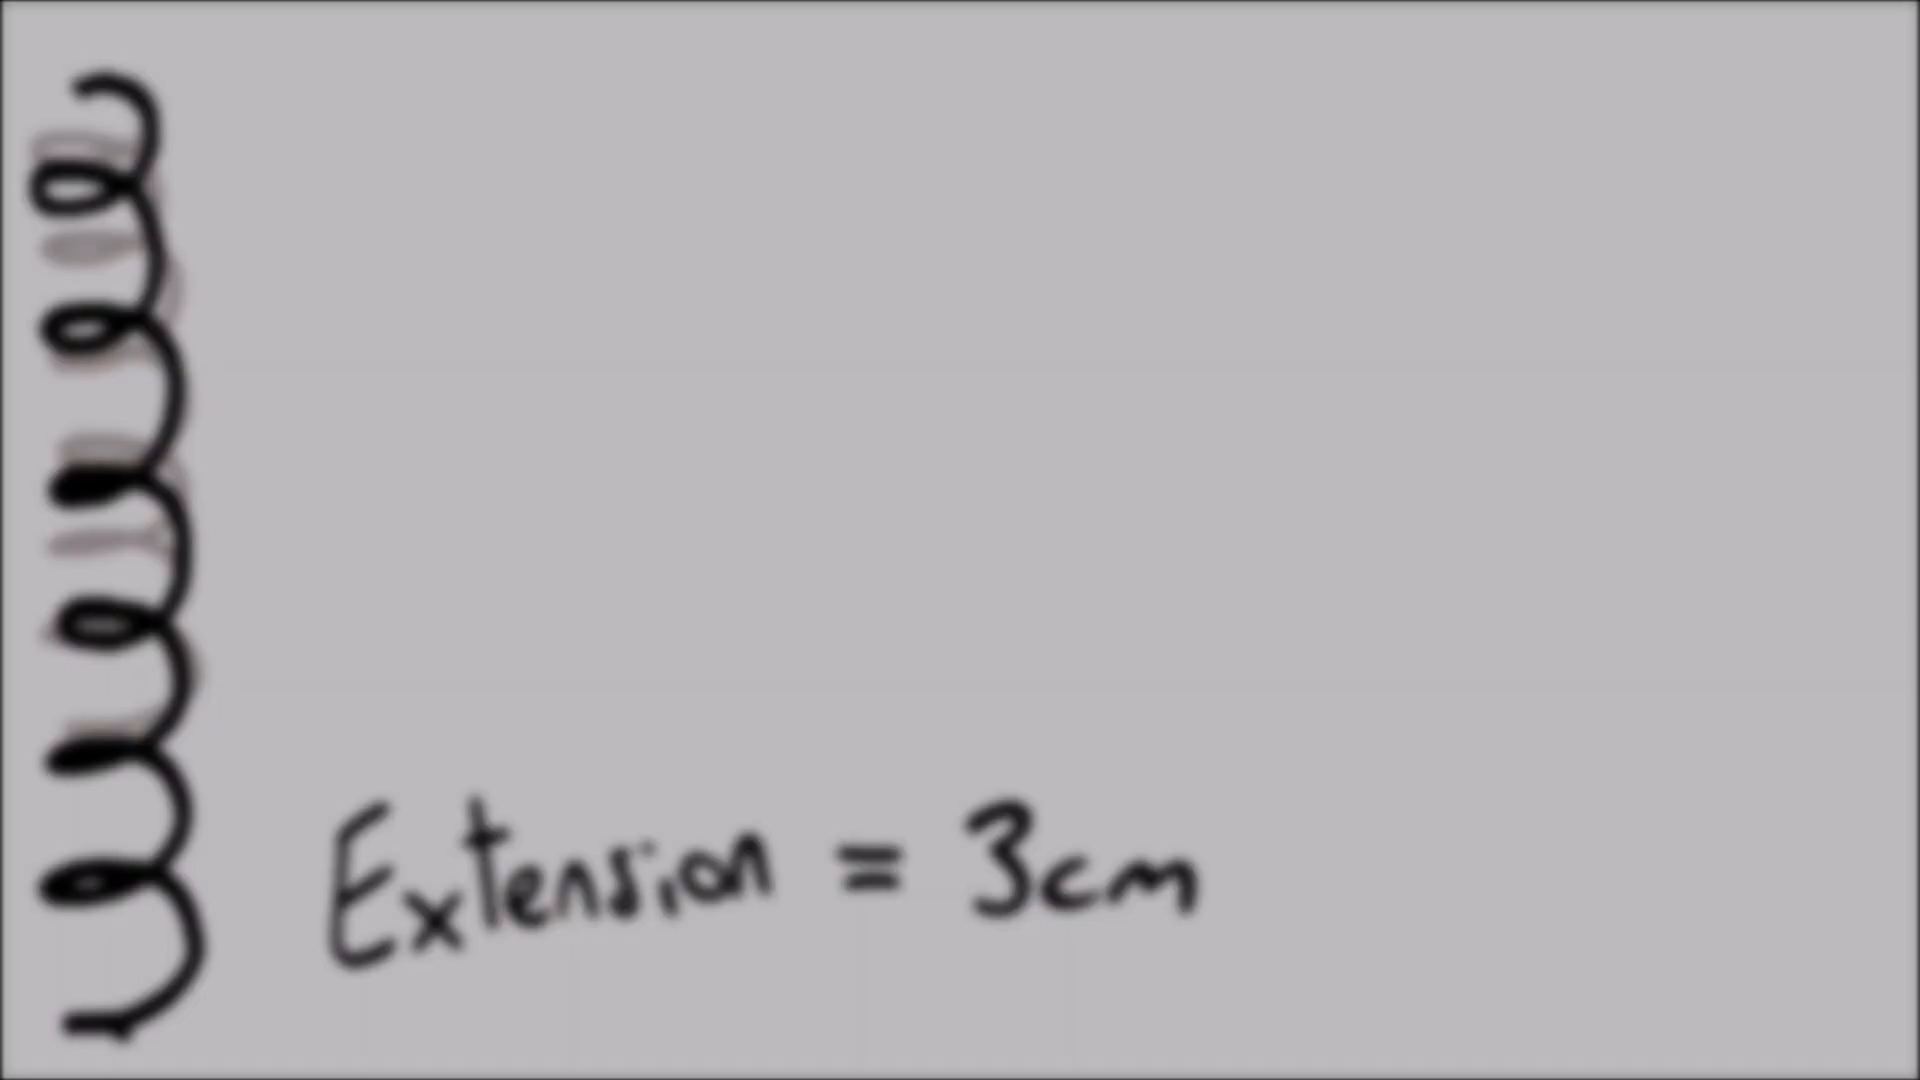 Extension = 3cm